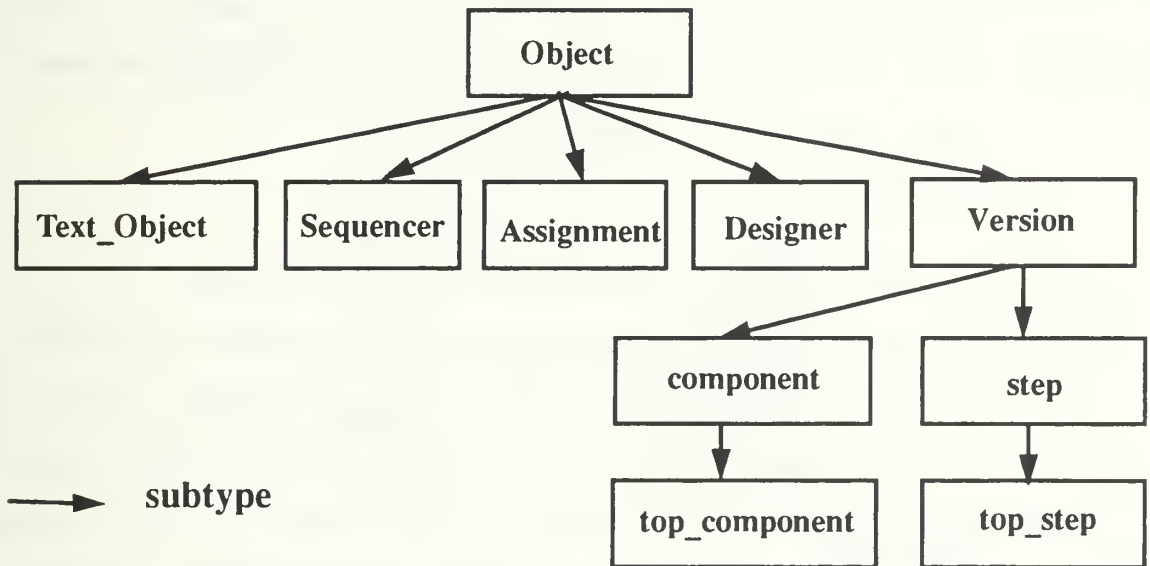 Object
Text_Object
Sequencer
Assignment
Designer
Version
component
step
subtype
top_component
top_step